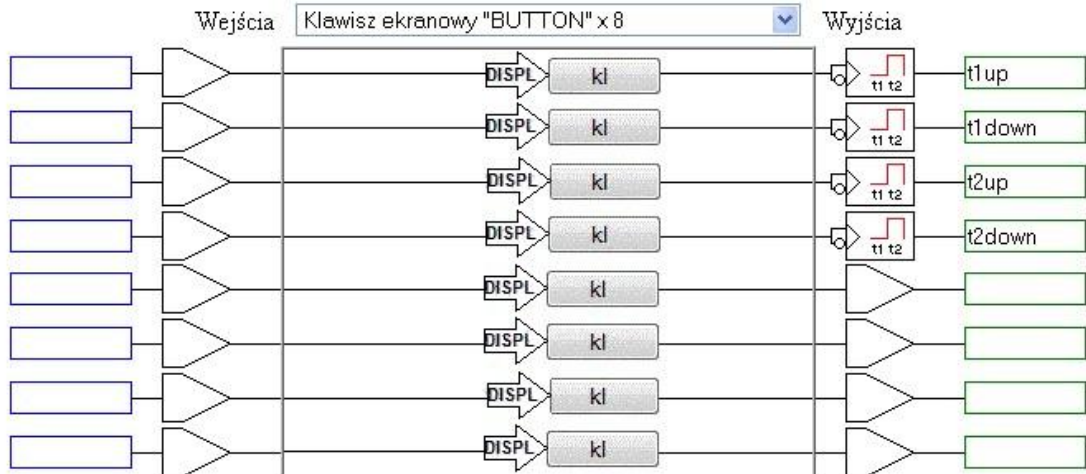 Wejścia Klawisz ekranowy "BUTTON" x 8 Wyjścia
DISPL kl t1 t2 t1up
DISPL kl t1 t2 t1down
DISPL kl t1 t2 t2up
DISPL kl t1 t2 t2down
DISPL kl
DISPL kl
DISPL kl
DISPL kl